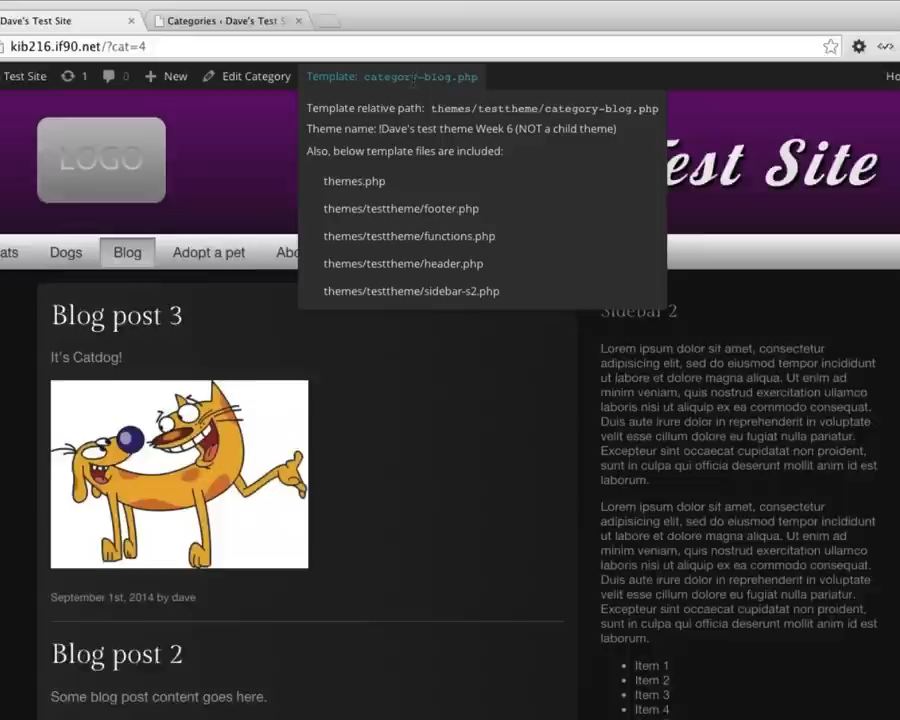 Dave's Test Site
Categories ‹ Dave's Test S
kib216.if90.net/?cat=4
Test Site 1 0 New Edit Category Template: category-blog.php Ho
Template relative path: themes/testtheme/category-blog.php
Theme name: !Dave's test theme Week 6 (NOT a child theme)
Also, below template files are included:
themes.php
themes/testtheme/footer.php
themes/testtheme/functions.php
themes/testtheme/header.php
themes/testtheme/sidebar-s2.php
LOGO
Test Site
ats Dogs Blog Adopt a pet Abo
Blog post 3
It's Catdog!
September 1st, 2014 by dave
Blog post 2
Some blog post content goes here.
Sidebar 2
Lorem ipsum dolor sit amet, consectetur
adipisicing elit, sed do eiusmod tempor incididunt
ut labore et dolore magna aliqua. Ut enim ad
minim veniam, quis nostrud exercitation ullamco
laboris nisi ut aliquip ex ea commodo consequat.
Duis aute irure dolor in reprehenderit in voluptate
velit esse cillum dolore eu fugiat nulla pariatur.
Excepteur sint occaecat cupidatat non proident,
sunt in culpa qui officia deserunt mollit anim id est
laborum.
Lorem ipsum dolor sit amet, consectetur
adipisicing elit, sed do eiusmod tempor incididunt
ut labore et dolore magna aliqua. Ut enim ad
minim veniam, quis nostrud exercitation ullamco
laboris nisi ut aliquip ex ea commodo consequat.
Duis aute irure dolor in reprehenderit in voluptate
velit esse cillum dolore eu fugiat nulla pariatur.
Excepteur sint occaecat cupidatat non proident,
sunt in culpa qui officia deserunt mollit anim id est
laborum.
Item 1
Item 2
Item 3
Item 4